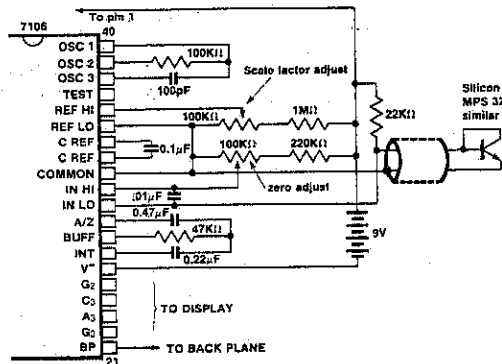 To pin 1
7106
40
OSC 1
OSC 2
OSC 3
TEST
REF HI
REF LO
C REF
C REF
COMMON
IN HI
IN LO
A/Z
BUFF
INT
V-
G2
C3
A3
G3
BP
21
100KΩ
100pF
Scale factor adjust
100KΩ
1MΩ
0.1µF
100KΩ
220KΩ
zero adjust
.01µF
0.47µF
47KΩ
0.22µF
22KΩ
9V
Silicon
MPS 32
similar
TO DISPLAY
TO BACK PLANE